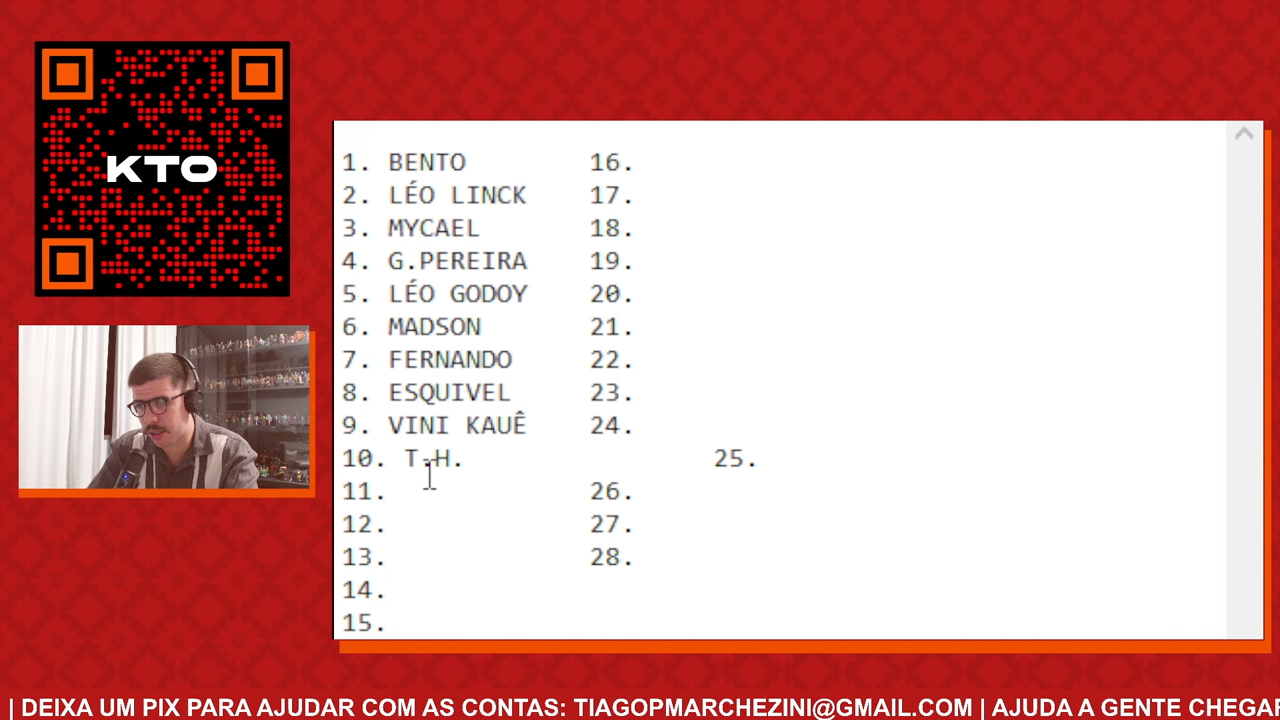 KTO
1. BENTO 16.
2. LÉO LINCK 17.
3. MYCAEL 18.
4. G.PEREIRA 19.
5. LÉO GODOY 20.
6. MADSON 21.
7. FERNANDO 22.
8. ESQUIVEL 23.
9. VINI KAUÊ 24.
10. T.H. 25.
11. 26.
12. 27.
13. 28.
14.
15.
| DEIXA UM PIX PARA AJUDAR COM AS CONTAS: TIAGOPMARCHEZINI@GMAIL.COM | AJUDA A GENTE CHEGAR